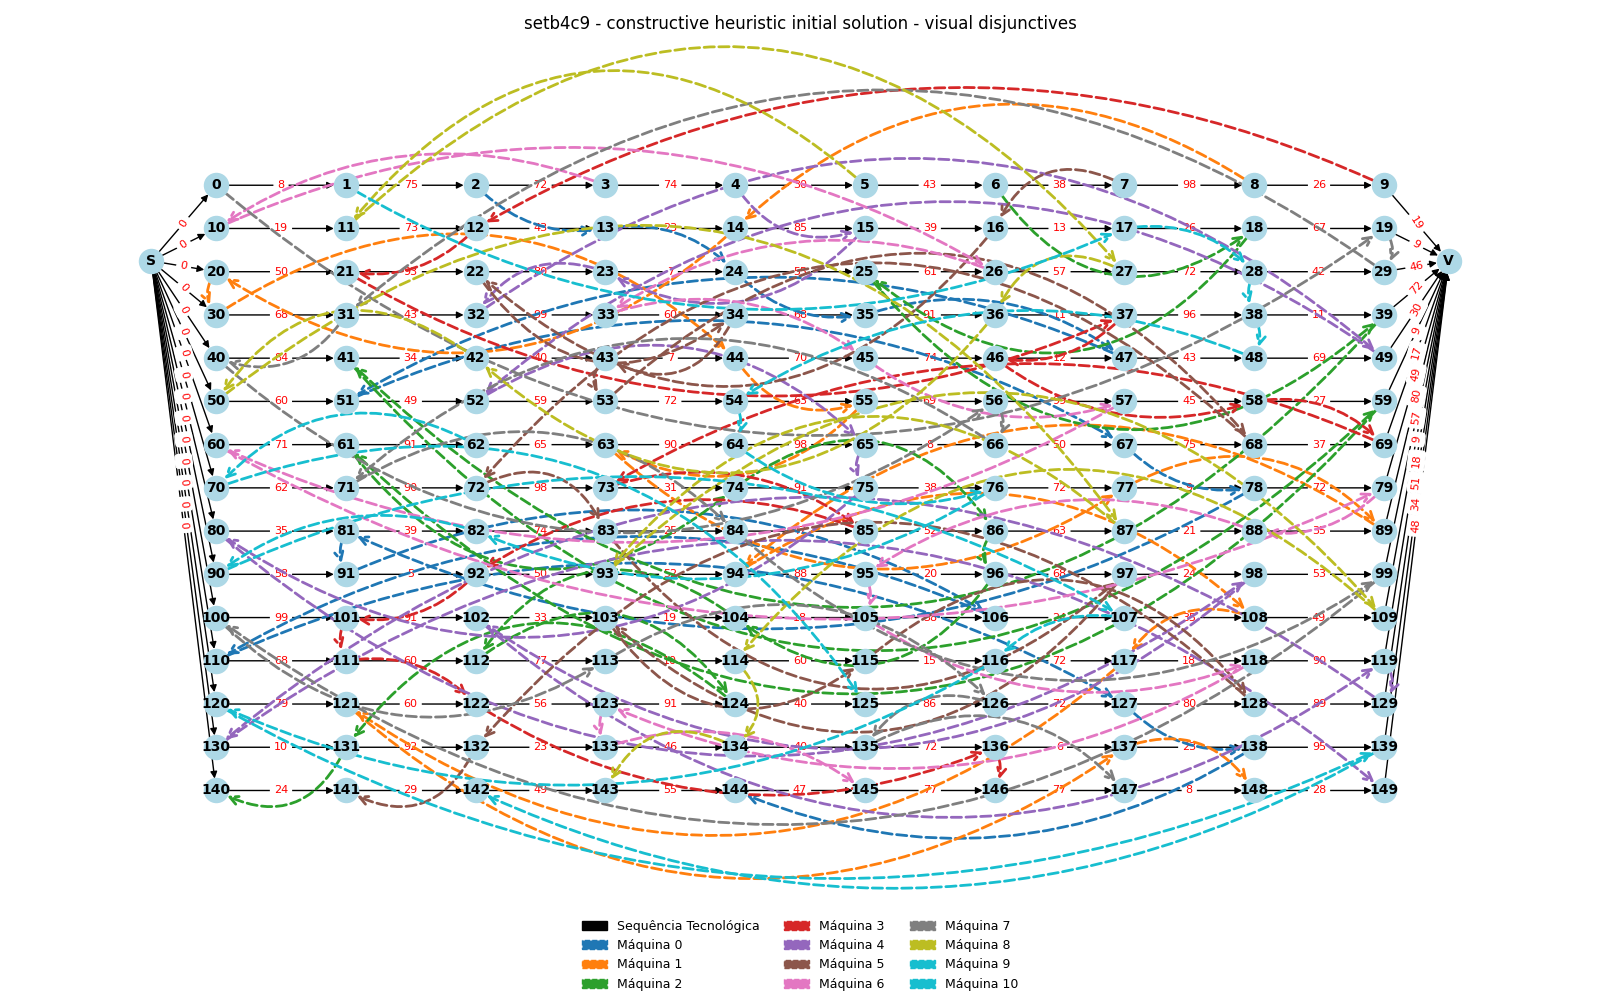 setb4c9 - constructive heuristic initial solution - visual disjunctives
0 8 1 75 2 72 3 74 4 30 5 43 6 38 7 98 8 26 9 19
10 19 11 73 12 43 13 23 14 85 15 39 16 13 17 26 18 67 19 9
S V
20 50 21 93 22 80 23 7 24 55 25 61 26 57 27 72 28 42 29 46
30 68 31 43 32 99 33 60 34 68 35 91 36 11 37 96 38 11 39 72
40 84 41 34 42 40 43 7 44 70 45 74 46 12 47 43 48 69 49 30
50 60 51 49 52 59 53 72 54 63 55 69 56 57 45 58 27 59 9
60 71 61 91 62 65 63 90 64 98 65 8 66 50 67 75 68 37 69 17
70 62 71 90 72 98 73 31 74 91 75 38 76 72 77 78 72 79 49
80 35 81 39 82 74 83 25 84 85 52 86 63 87 21 88 35 89 80
90 58 91 5 92 50 93 52 94 88 95 20 96 68 97 24 98 53 99 57
100 99 101 91 102 33 103 19 104 18 105 38 106 107 35 108 49 109 9
110 68 111 60 112 77 113 114 60 115 15 116 72 117 18 118 90 119 18
120 79 121 60 122 56 123 91 124 40 125 86 126 72 127 80 128 89 129 51
130 10 131 92 132 23 133 46 134 40 135 72 136 6 137 23 138 95 139 34
140 24 141 29 142 49 143 55 144 47 145 77 146 77 147 8 148 28 149 48
0 0 0 0 0 0 0 0 0 0 0 0 0 0 0
Sequência Tecnológica
Máquina 0
Máquina 1
Máquina 2
Máquina 3
Máquina 4
Máquina 5
Máquina 6
Máquina 7
Máquina 8
Máquina 9
Máquina 10